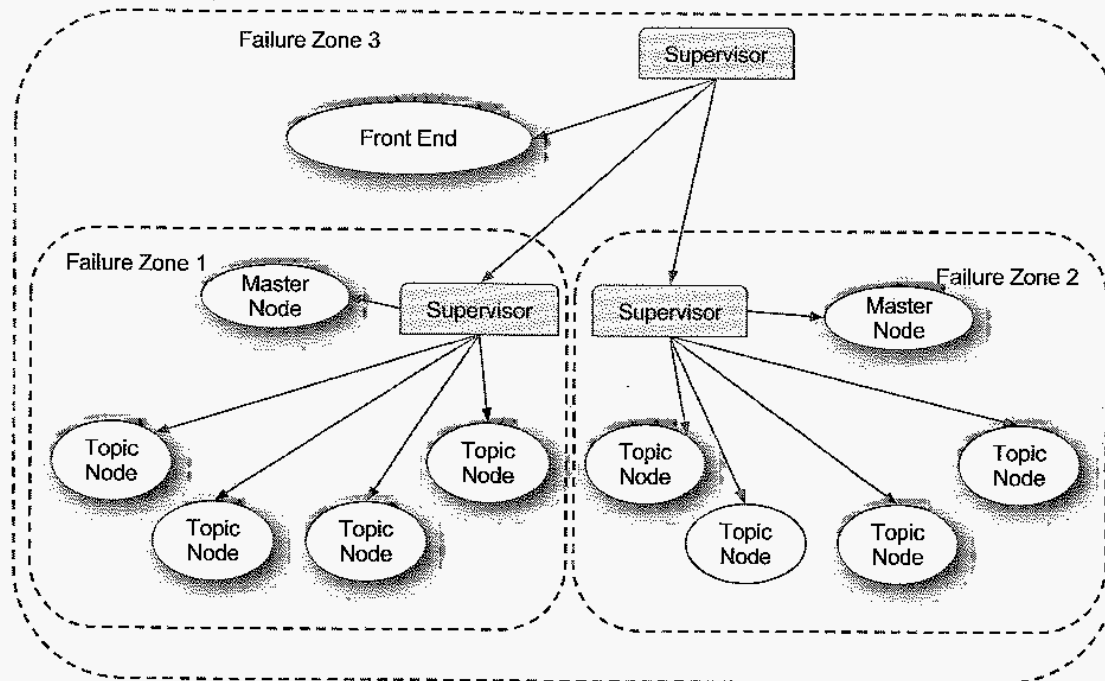 Failure Zone 3
Supervisor
Front End
Failure Zone 1
Master
Node
Supervisor
Failure Zone 2
Supervisor
Master
Node
Topic
Node
Topic
Node
Topic
Node
Topic
Node
Topic
Node
Topic
Node
Topic
Node
Topic
Node